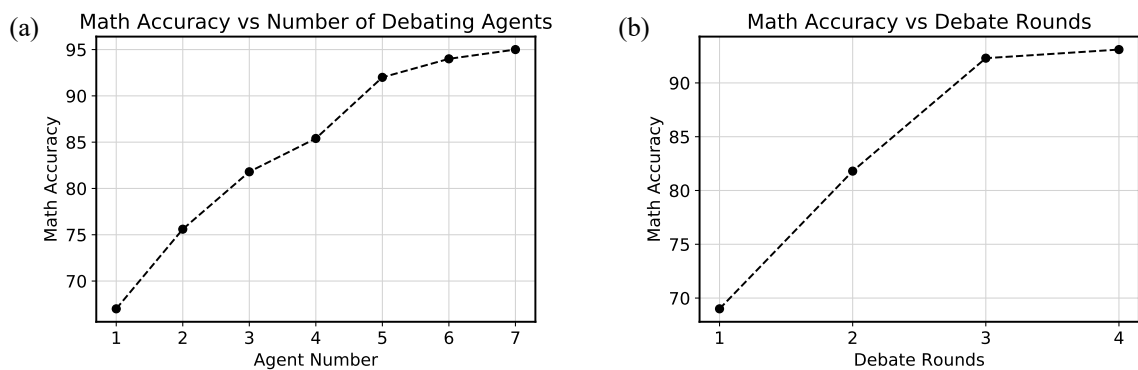 (a)
Math Accuracy vs Number of Debating Agents
95
90
85
80
75
70
Math Accuracy
1 2 3 4 5 6 7
Agent Number
(b)
Math Accuracy vs Debate Rounds
90
85
80
75
70
Math Accuracy
1 2 3 4
Debate Rounds